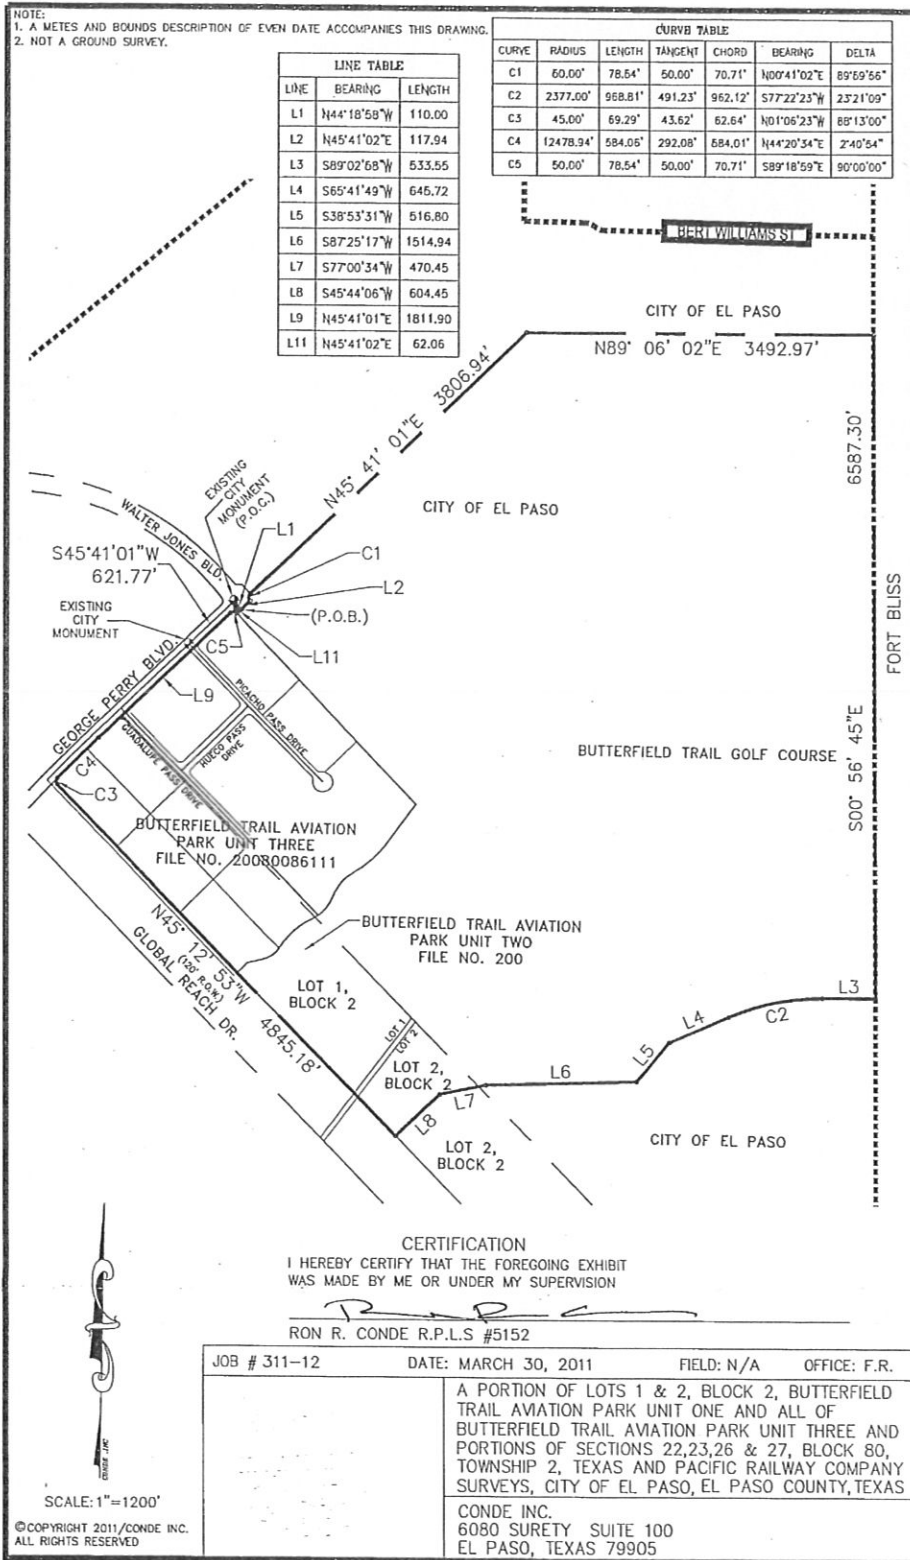 NOTE:
1. A METES AND BOUNDS DESCRIPTION OF EVEN DATE ACCOMPANIES THIS DRAWING.
2. NOT A GROUND SURVEY.
LINE TABLE
LINE BEARING LENGTH
L1 N44°18'58"W 110.00
L2 N45°41'02"E 117.94
L3 S89°02'58"W 533.55
L4 S65°41'49"W 645.72
L5 S38°53'31"W 516.80
L6 S87°25'17"W 1514.94
L7 S77°00'34"W 470.45
L8 S45°44'06"W 604.45
L9 N45°41'01"E 1811.90
L11 N45°41'02"E 62.06
CURVE TABLE
CURVE RADIUS LENGTH TANGENT CHORD BEARING DELTA
C1 50.00' 78.54' 50.00' 70.71' N00°41'02"E 89°59'56"
C2 2377.00' 968.81' 491.23' 962.12' S77°22'23"W 23°21'09"
C3 45.00' 69.29' 43.62' 62.64' N01°06'23"W 88°13'00"
C4 12478.94' 584.06' 292.08' 584.01' N44°20'34"E 2°40'54"
C5 50.00' 78.54' 50.00' 70.71' S89°18'59"E 90°00'00"
BERT WILLIAMS ST
CITY OF EL PASO
N89° 06' 02"E 3492.97'
N45° 41' 01"E 3806.94'
6587.30'
CITY OF EL PASO
EXISTING
CITY
MONUMENT
(P.O.C.)
WALTER JONES BLD.
L1
C1
L2
(P.O.B.)
S45°41'01"W
621.77'
EXISTING
CITY
MONUMENT
C5
L11
FORT BLISS
GEORGE PERRY BLVD.
L9
PICACHO PASS DRIVE
HUECO PASS
DRIVE
GUADALUPE PASS DRIVE
C4
C3
S00° 56' 45"E
BUTTERFIELD TRAIL GOLF COURSE
BUTTERFIELD TRAIL AVIATION
PARK UNIT THREE
FILE NO. 20080086111
N45° 12' 53"W 4845.18'
(120' R.O.W.)
GLOBAL REACH DR.
BUTTERFIELD TRAIL AVIATION
PARK UNIT TWO
FILE NO. 200
LOT 1,
BLOCK 2
LOT 1
LOT 2
LOT 2,
BLOCK 2
L3
C2
L4
L5
L6
L7
L8
LOT 2,
BLOCK 2
CITY OF EL PASO
CERTIFICATION
I HEREBY CERTIFY THAT THE FOREGOING EXHIBIT
WAS MADE BY ME OR UNDER MY SUPERVISION
RON R. CONDE R.P.L.S #5152
CONDE INC
SCALE: 1"=1200'
©COPYRIGHT 2011/CONDE INC.
ALL RIGHTS RESERVED
JOB # 311-12 DATE: MARCH 30, 2011 FIELD: N/A OFFICE: F.R.
A PORTION OF LOTS 1 & 2, BLOCK 2, BUTTERFIELD
TRAIL AVIATION PARK UNIT ONE AND ALL OF
BUTTERFIELD TRAIL AVIATION PARK UNIT THREE AND
PORTIONS OF SECTIONS 22,23,26 & 27, BLOCK 80,
TOWNSHIP 2, TEXAS AND PACIFIC RAILWAY COMPANY
SURVEYS, CITY OF EL PASO, EL PASO COUNTY, TEXAS
CONDE INC.
6080 SURETY SUITE 100
EL PASO, TEXAS 79905